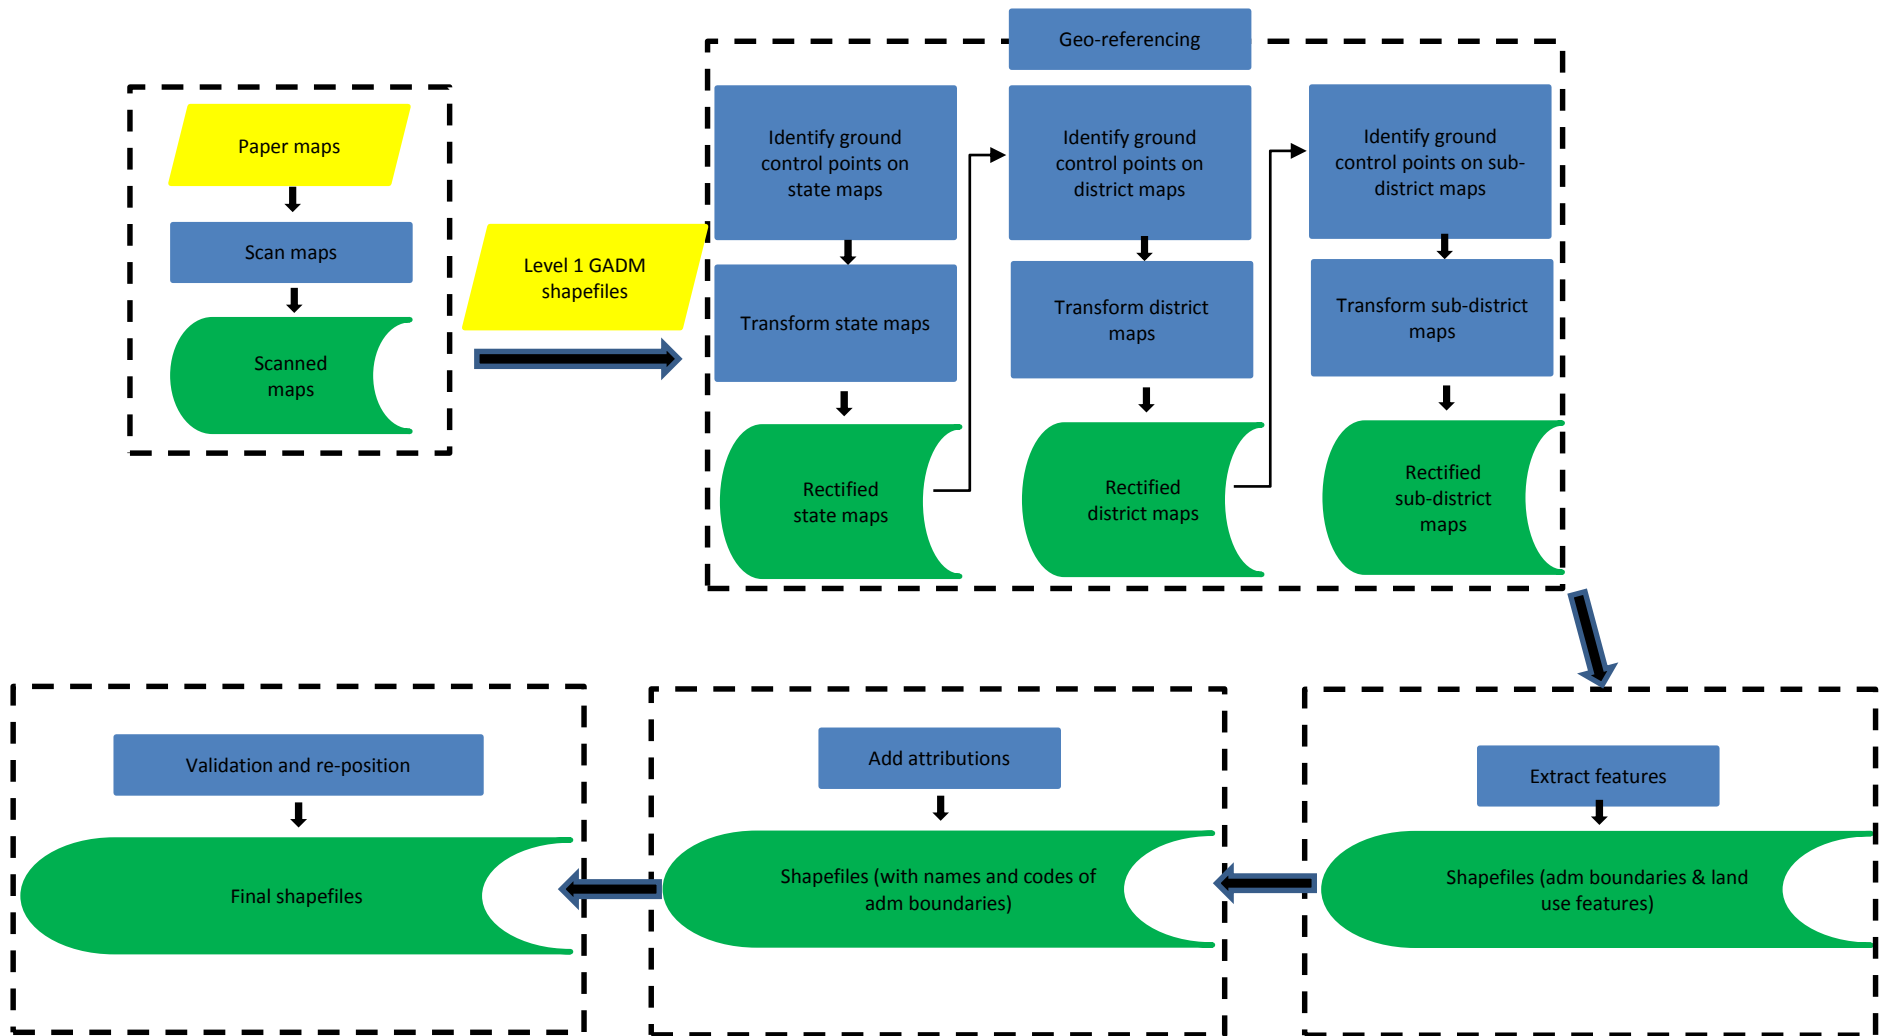 Paper maps
Scan maps
Scanned
maps
Level 1 GADM
shapefiles
Geo-referencing
Identify ground
control points on
state maps
Transform state maps
Rectified
state maps
Identify ground
control points on
district maps
Transform district
maps
Rectified
district maps
Identify ground
control points on sub-
district maps
Transform sub-district
maps
Rectified
sub-district
maps
Extract features
Shapefiles (adm boundaries & land
use features)
Add attributions
Shapefiles (with names and codes of
adm boundaries)
Validation and re-position
Final shapefiles